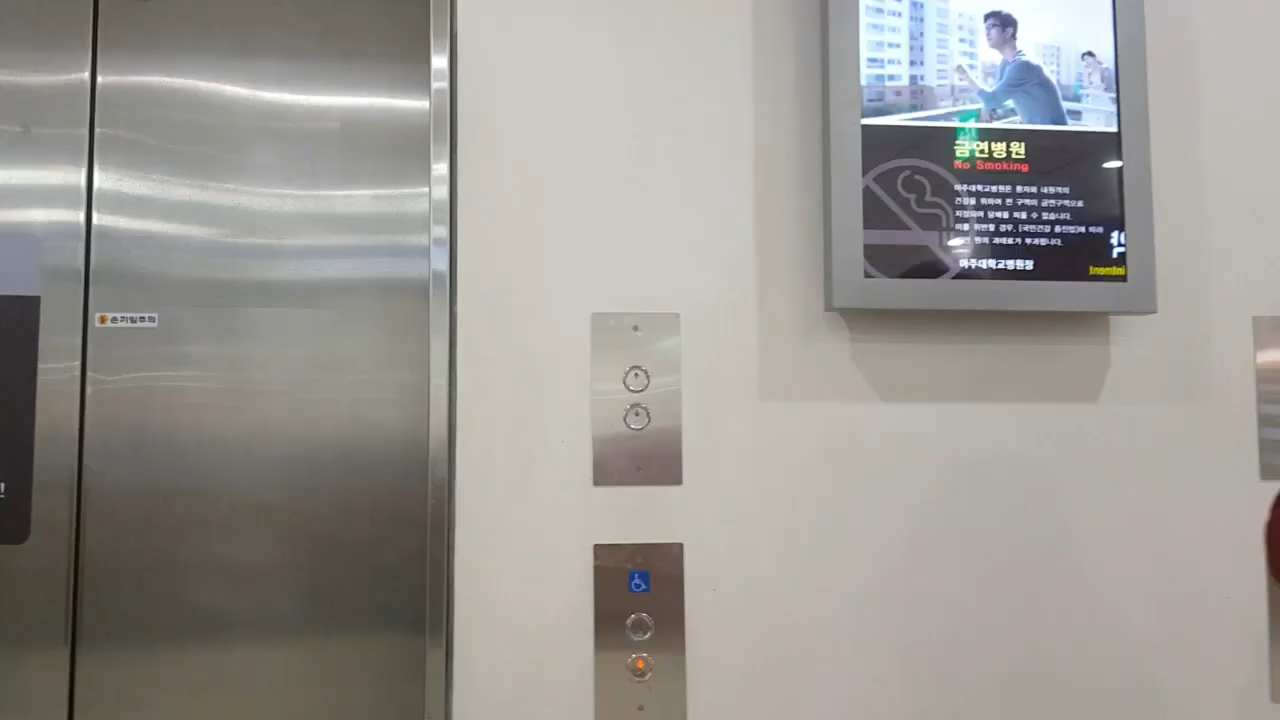 손끼임주의
금연병원
No Smoking
아주대학교병원은 환자와 내원객의
건강을 위하여 전 구역이 금연구역으로
지정되며 담배를 피울 수 없습니다.
이를 위반할 경우, [국민건강 증진법]에 따라
원의 과태료가 부과됩니다.
아주대학교병원장
!